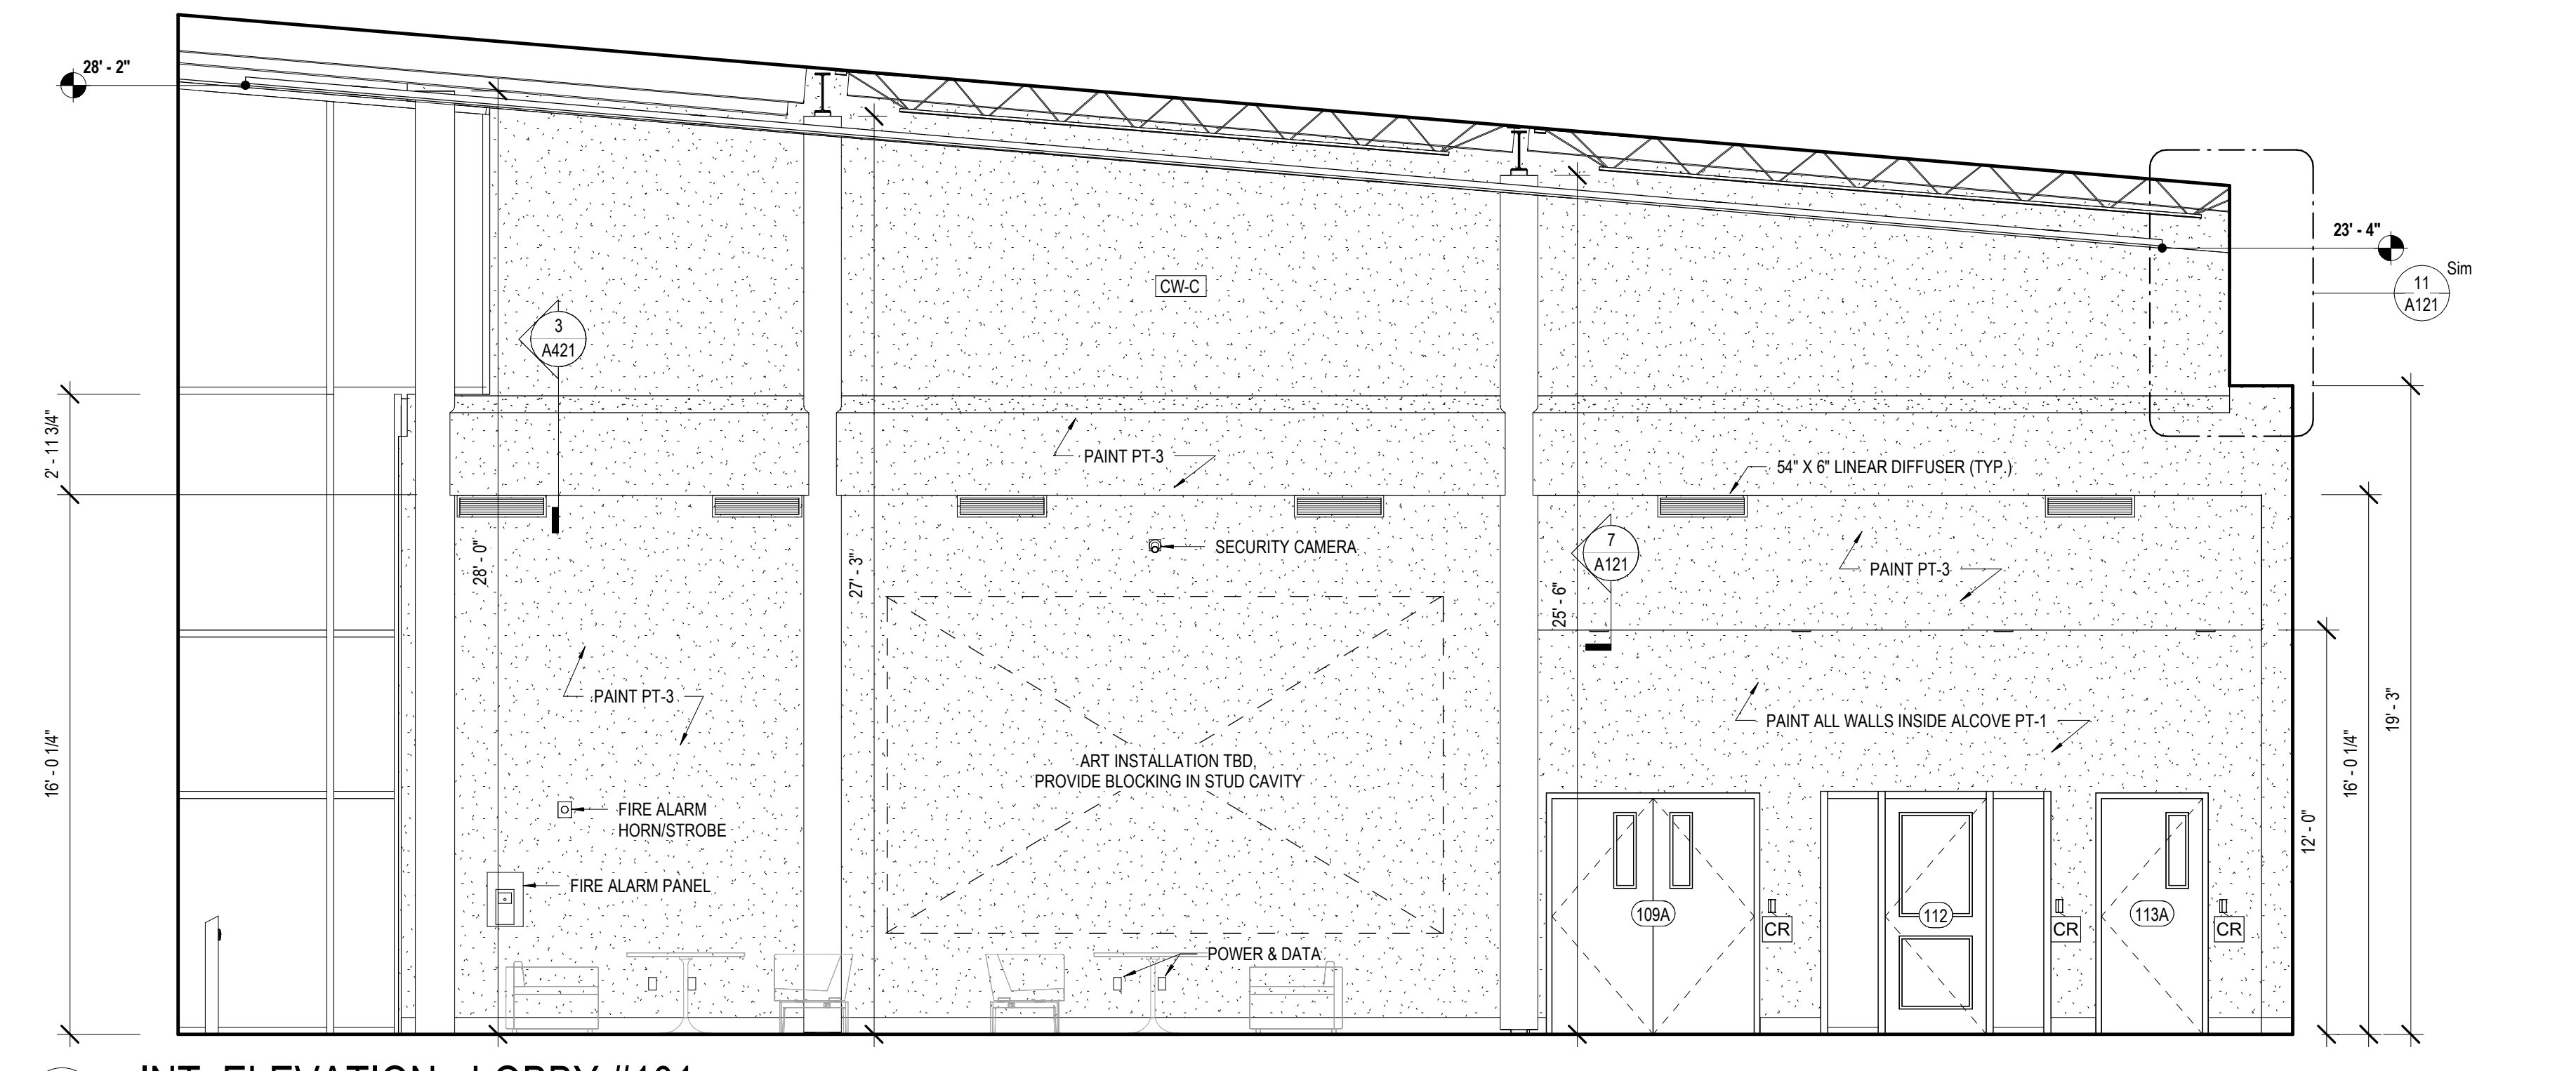 28' - 2"
23' - 4"
Sim
11
A121
CW-C
3
A421
2' - 11 3/4"
PAINT PT-3
54" X 6" LINEAR DIFFUSER (TYP.)
SECURITY CAMERA
7
A121
28' - 0"
27' - 3"
25' - 6"
PAINT PT-3
PAINT PT-3
PAINT ALL WALLS INSIDE ALCOVE PT-1
19' - 3"
16' - 0 1/4"
16' - 0 1/4"
12' - 0"
ART INSTALLATION TBD,
PROVIDE BLOCKING IN STUD CAVITY
FIRE ALARM
HORN/STROBE
FIRE ALARM PANEL
109A
CR
112
CR
113A
CR
POWER & DATA
INT. ELEVATION - LOBBY